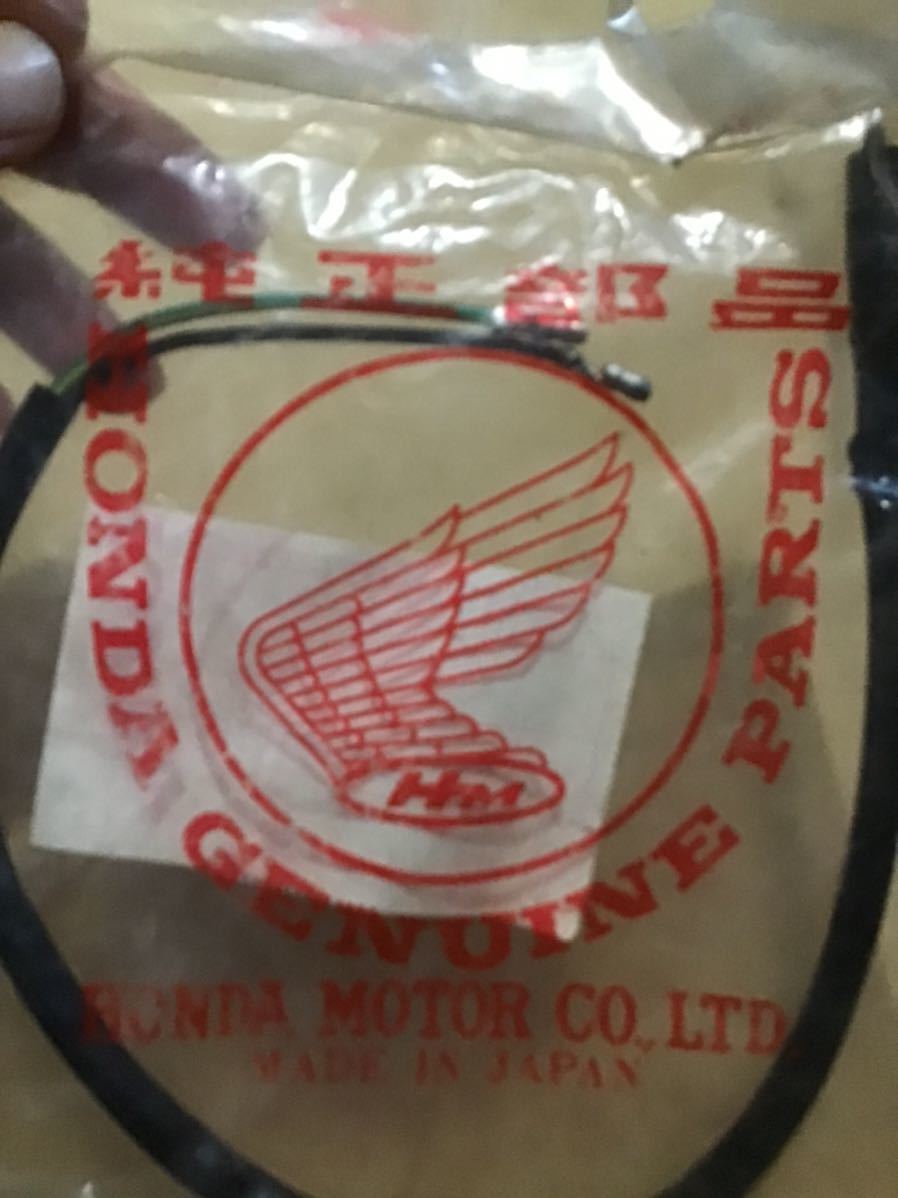 純正部品
HONDA GENUINE PARTS
HM
HONDA MOTOR CO., LTD.
MADE IN JAPAN